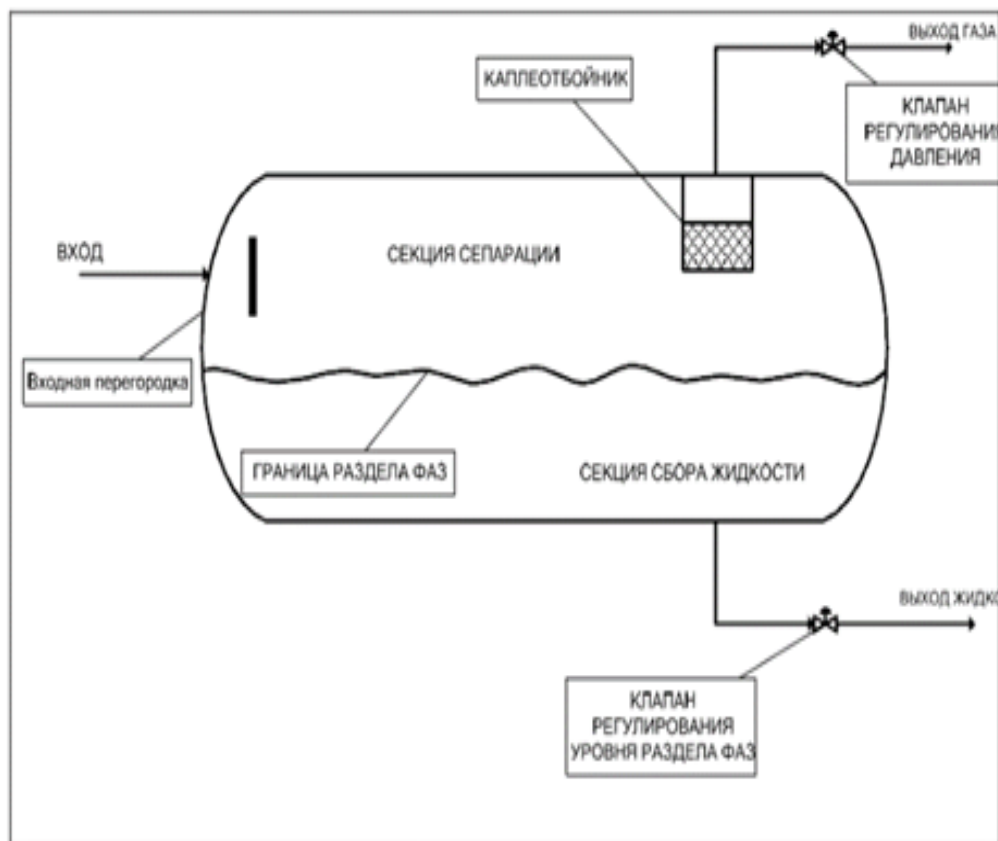 ВЫХОД ГАЗА
КАПЛЕОТБОЙНИК
КЛАПАН
РЕГУЛИРОВАНИЯ
ДАВЛЕНИЯ
ВХОД
СЕКЦИЯ СЕПАРАЦИИ
Входная перегородка
ГРАНИЦА РАЗДЕЛА ФАЗ
СЕКЦИЯ СБОРА ЖИДКОСТИ
ВЫХОД ЖИДКО
КЛАПАН
РЕГУЛИРОВАНИЯ
УРОВНЯ РАЗДЕЛА ФАЗ